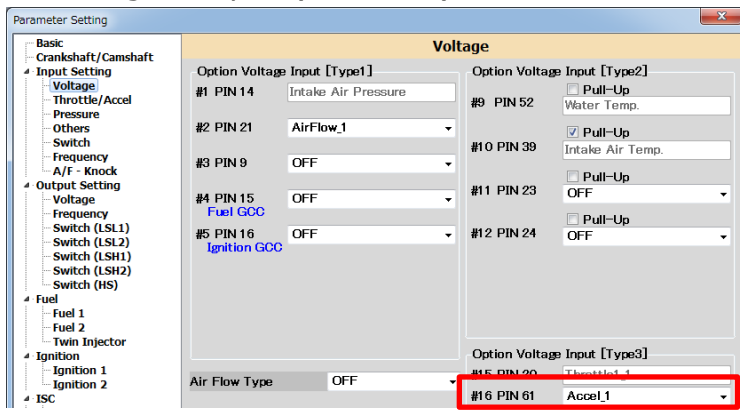 Parameter Setting
Basic
Crankshaft/Camshaft
Input Setting
Voltage
Throttle/Accel
Pressure
Others
Switch
Frequency
A/F - Knock
Output Setting
Voltage
Frequency
Switch (LSL1)
Switch (LSL2)
Switch (LSH1)
Switch (LSH2)
Switch (HS)
Fuel
Fuel 1
Fuel 2
Twin Injector
Ignition
Ignition 1
Ignition 2
ISC
Voltage
Option Voltage Input [Type1]
#1 PIN 14 Intake Air Pressure
#2 PIN 21 AirFlow_1
#3 PIN 9 OFF
#4 PIN 15 OFF
Fuel GCC
#5 PIN 16 OFF
Ignition GCC
Air Flow Type OFF
Option Voltage Input [Type2]
Pull-Up
#9 PIN 52 Water Temp.
Pull-Up
#10 PIN 39 Intake Air Temp.
Pull-Up
#11 PIN 23 OFF
Pull-Up
#12 PIN 24 OFF
Option Voltage Input [Type3]
#15 PIN 20 Throttle1_1
#16 PIN 61 Accel_1